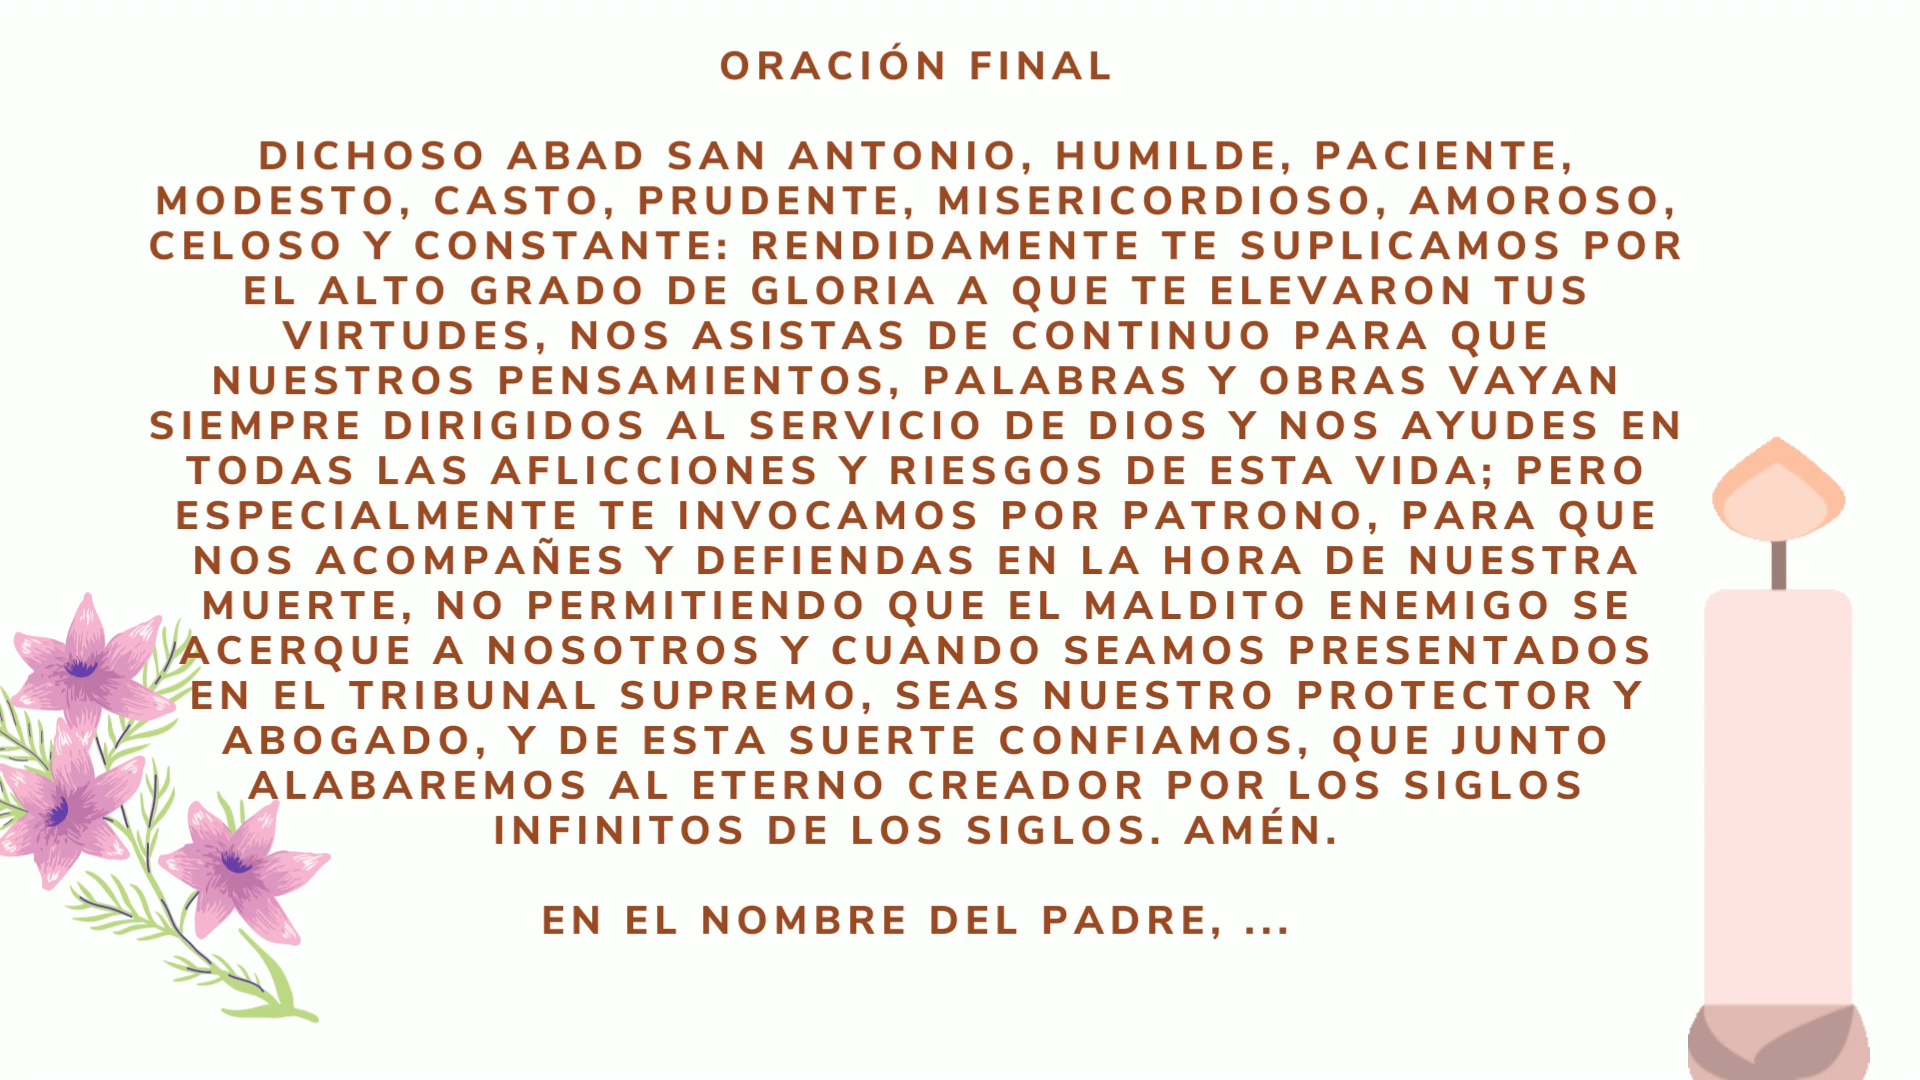 ORACIÓN FINAL
DICHOSO ABAD SAN ANTONIO, HUMILDE, PACIENTE,
MODESTO, CASTO, PRUDENTE, MISERICORDIOSO, AMOROSO,
CELOSO Y CONSTANTE: RENDIDAMENTE TE SUPLICAMOS POR
EL ALTO GRADO DE GLORIA A QUE TE ELEVARON TUS
VIRTUDES, NOS ASISTAS DE CONTINUO PARA QUE
NUESTROS PENSAMIENTOS, PALABRAS Y OBRAS VAYAN
SIEMPRE DIRIGIDOS AL SERVICIO DE DIOS Y NOS AYUDES EN
TODAS LAS AFLICCIONES Y RIESGOS DE ESTA VIDA; PERO
ESPECIALMENTE TE INVOCAMOS POR PATRONO, PARA QUE
NOS ACOMPAÑES Y DEFIENDAS EN LA HORA DE NUESTRA
MUERTE, NO PERMITIENDO QUE EL MALDITO ENEMIGO SE
ACERQUE A NOSOTROS Y CUANDO SEAMOS PRESENTADOS
EN EL TRIBUNAL SUPREMO, SEAS NUESTRO PROTECTOR Y
ABOGADO, Y DE ESTA SUERTE CONFIAMOS, QUE JUNTO
ALABAREMOS AL ETERNO CREADOR POR LOS SIGLOS
INFINITOS DE LOS SIGLOS. AMÉN.
EN EL NOMBRE DEL PADRE, ...